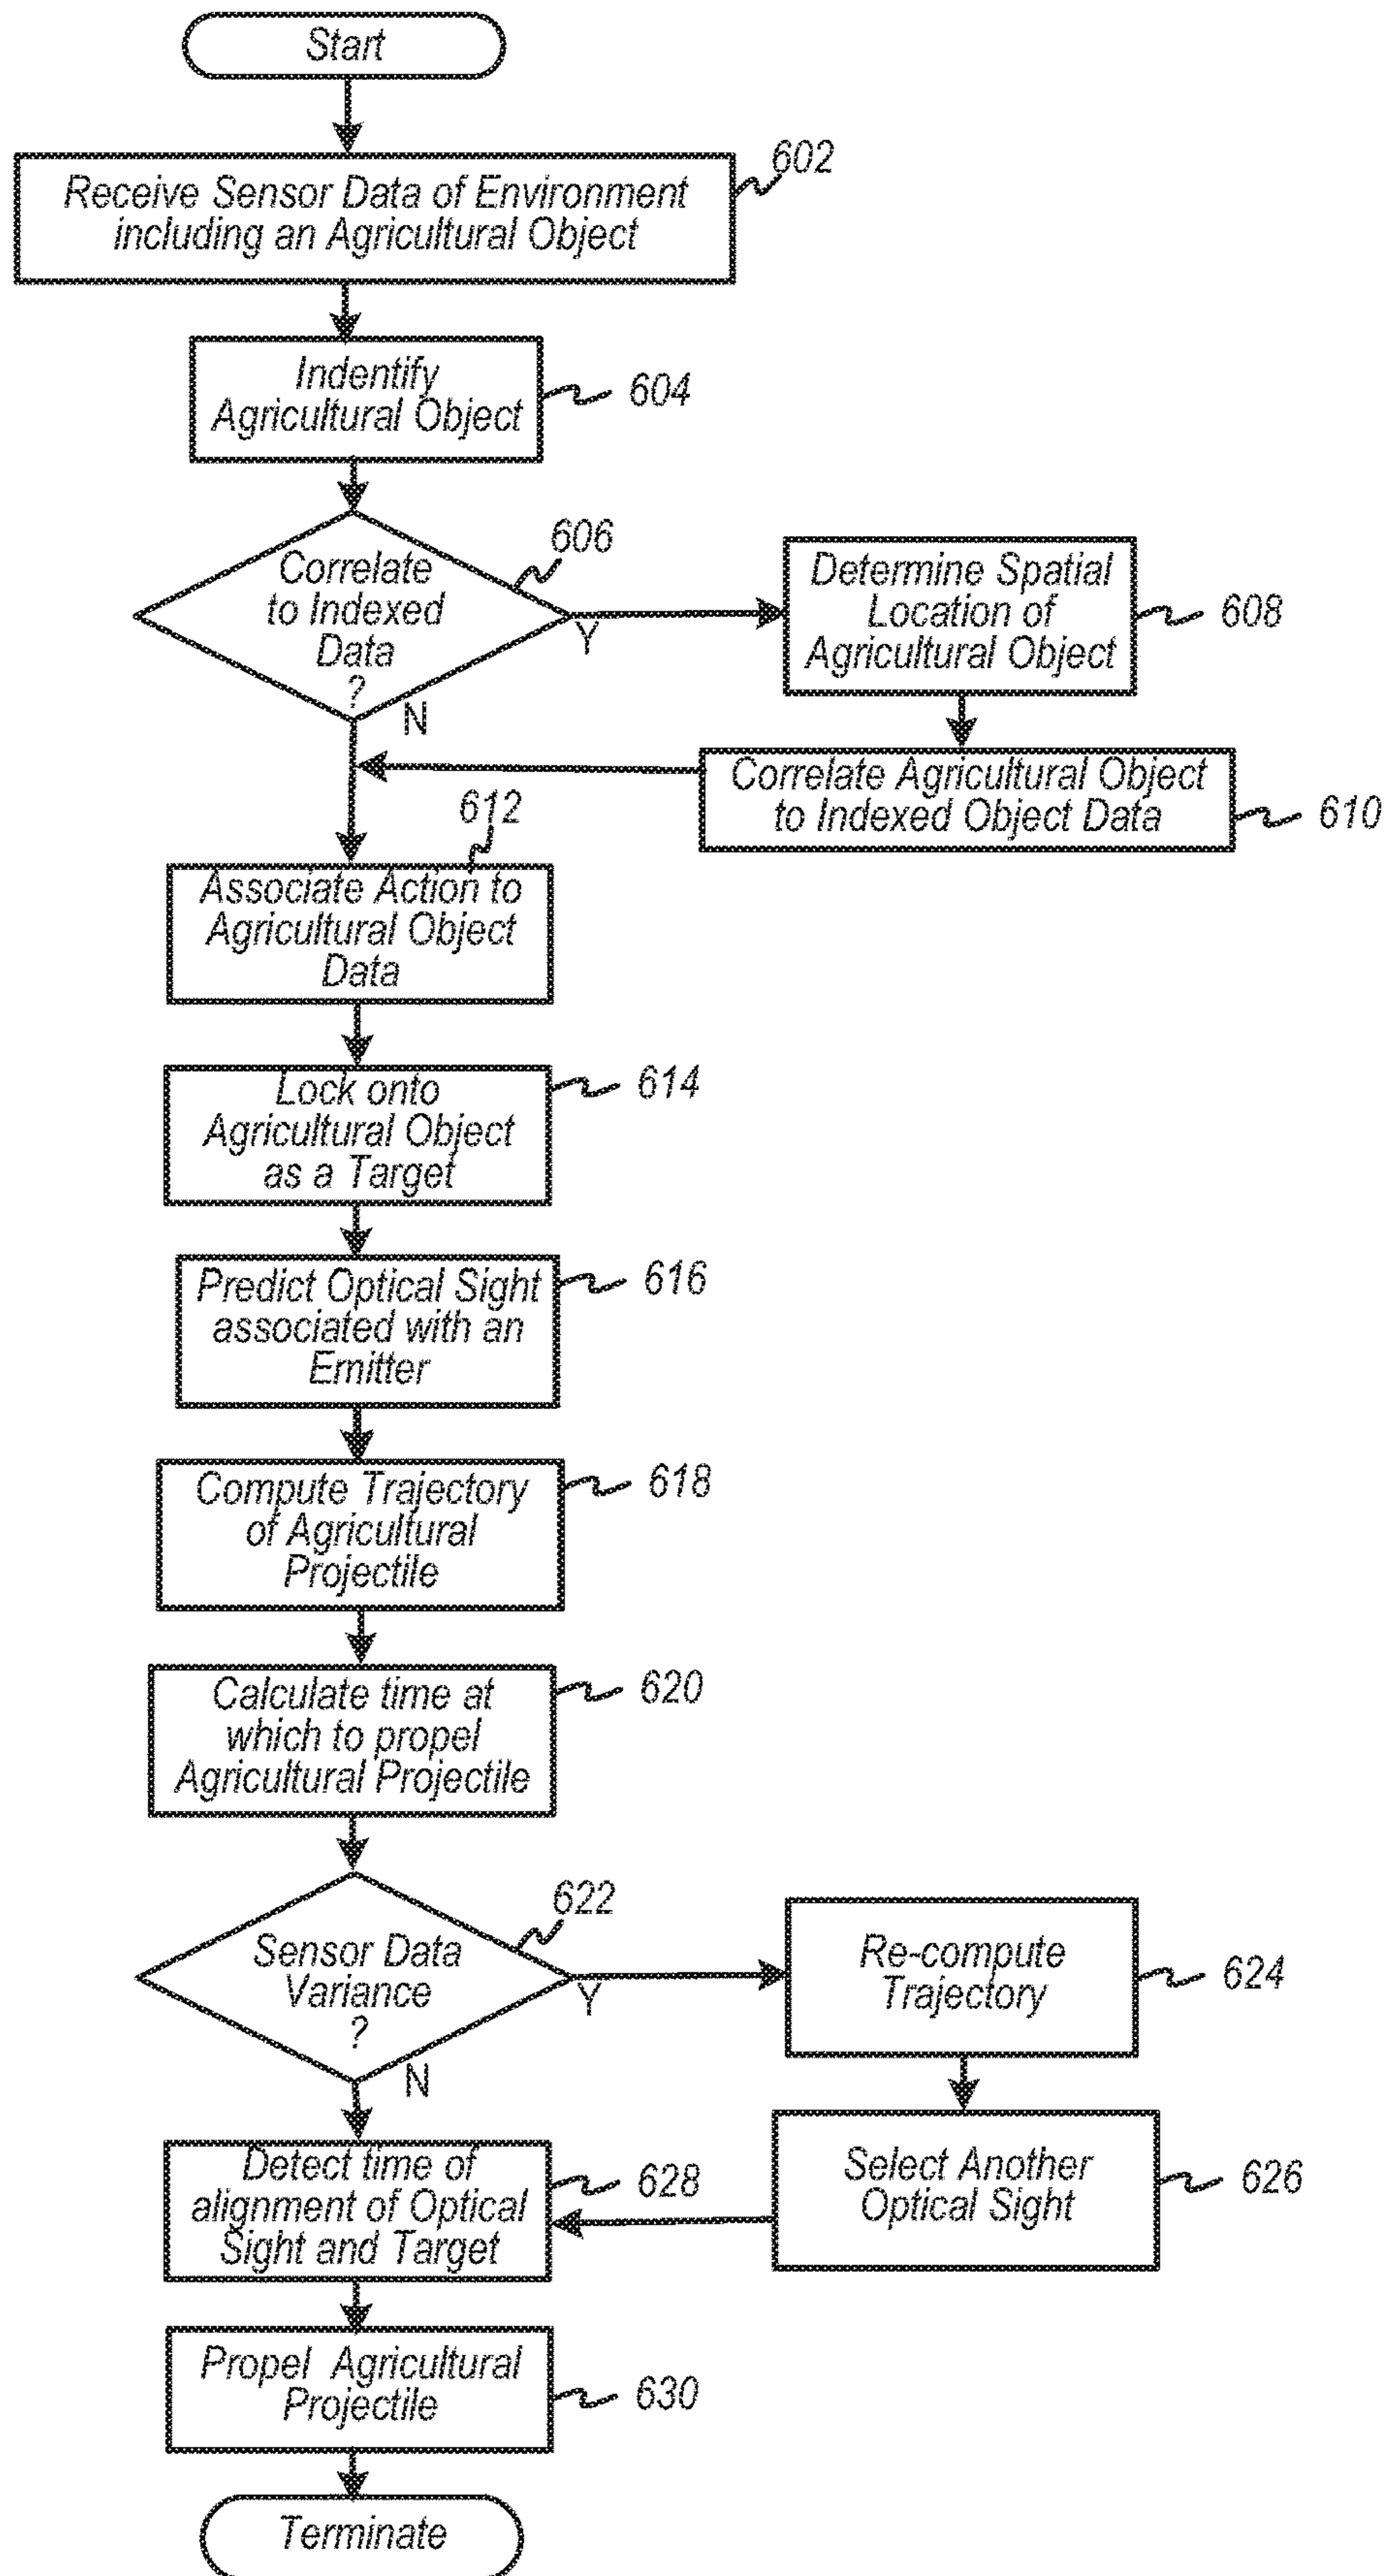 Start
602
Receive Sensor Data of Environment
including an Agricultural Object
Indentify
Agricultural Object
604
606
Correlate
to Indexed
Data
?
Y
N
Determine Spatial
Location of
Agricultural Object
608
Correlate Agricultural Object
to Indexed Object Data
610
612
Associate Action to
Agricultural Object
Data
Lock onto
Agricultural Object
as a Target
614
Predict Optical Sight
associated with an
Emitter
616
Compute Trajectory
of Agricultural
Projectile
618
Calculate time at
which to propel
Agricultural Projectile
620
622
Sensor Data
Variance
?
Y
N
Re-compute
Trajectory
624
Select Another
Optical Sight
626
Detect time of
alignment of Optical
Sight and Target
628
Propel Agricultural
Projectile
630
Terminate